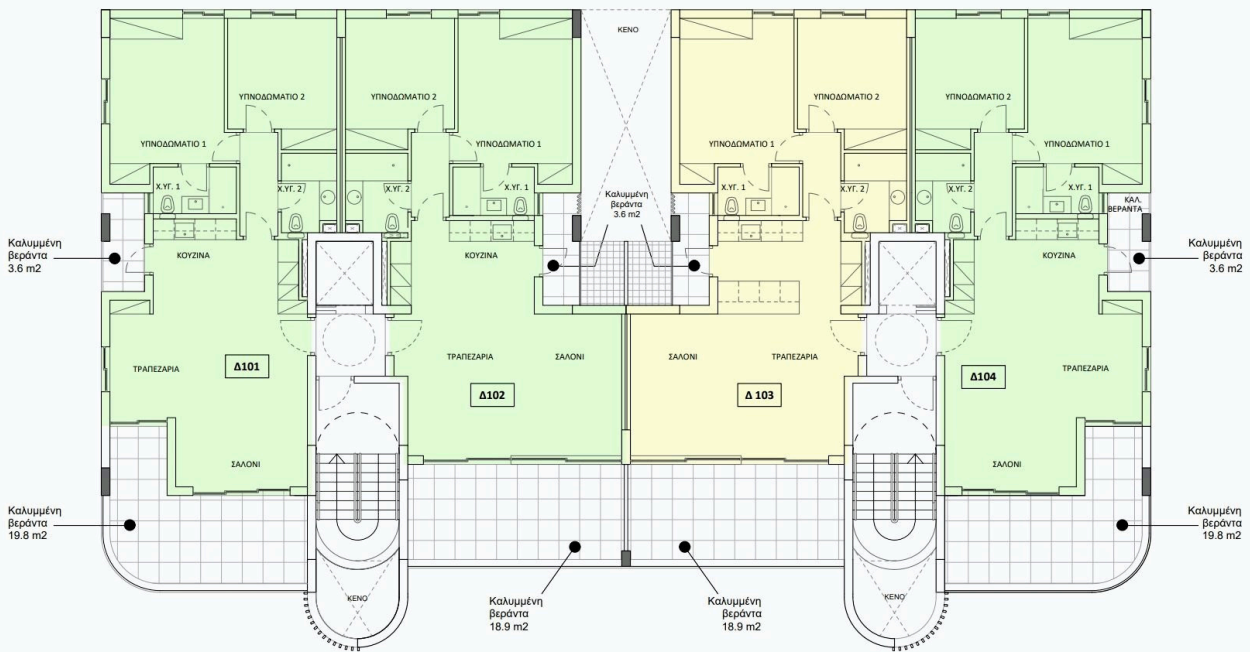 ΚΕΝΟ
ΥΠΝΟΔΩΜΑΤΙΟ 2
ΥΠΝΟΔΩΜΑΤΙΟ 2
ΥΠΝΟΔΩΜΑΤΙΟ 2
ΥΠΝΟΔΩΜΑΤΙΟ 2
ΥΠΝΟΔΩΜΑΤΙΟ 1
ΥΠΝΟΔΩΜΑΤΙΟ 1
ΥΠΝΟΔΩΜΑΤΙΟ 1
ΥΠΝΟΔΩΜΑΤΙΟ 1
Χ.ΥΓ. 1
Χ.ΥΓ. 2
Χ.ΥΓ. 2
Χ.ΥΓ. 1
Καλυμμένη
βεράντα
3.6 m2
Χ.ΥΓ. 1
Χ.ΥΓ. 2
Χ.ΥΓ. 2
Χ.ΥΓ. 1
ΚΑΛ.
ΒΕΡΑΝΤΑ
Καλυμμένη
βεράντα
3.6 m2
ΚΟΥΖΙΝΑ
ΚΟΥΖΙΝΑ
ΚΟΥΖΙΝΑ
ΚΟΥΖΙΝΑ
Καλυμμένη
βεράντα
3.6 m2
ΤΡΑΠΕΖΑΡΙΑ
Δ101
ΤΡΑΠΕΖΑΡΙΑ
ΣΑΛΟΝΙ
Δ102
ΣΑΛΟΝΙ
ΤΡΑΠΕΖΑΡΙΑ
Δ 103
Δ104
ΤΡΑΠΕΖΑΡΙΑ
ΣΑΛΟΝΙ
ΣΑΛΟΝΙ
Καλυμμένη
βεράντα
19.8 m2
Καλυμμένη
βεράντα
19.8 m2
ΚΕΝΟ
Καλυμμένη
βεράντα
18.9 m2
Καλυμμένη
βεράντα
18.9 m2
ΚΕΝΟ